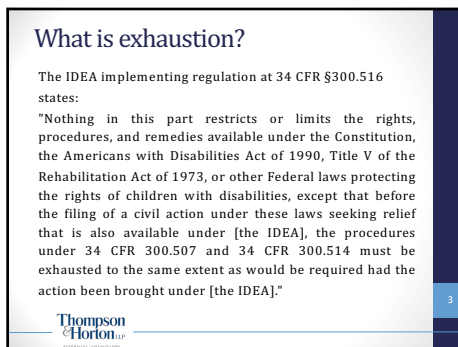 What is exhaustion?
The IDEA implementing regulation at 34 CFR §300.516
states:
"Nothing in this part restricts or limits the rights,
procedures, and remedies available under the Constitution,
the Americans with Disabilities Act of 1990, Title V of the
Rehabilitation Act of 1973, or other Federal laws protecting
the rights of children with disabilities, except that before
the filing of a civil action under these laws seeking relief
that is also available under [the IDEA], the procedures
under 34 CFR 300.507 and 34 CFR 300.514 must be
exhausted to the same extent as would be required had the
action been brought under [the IDEA]."
3
Thompson
&Horton LLP